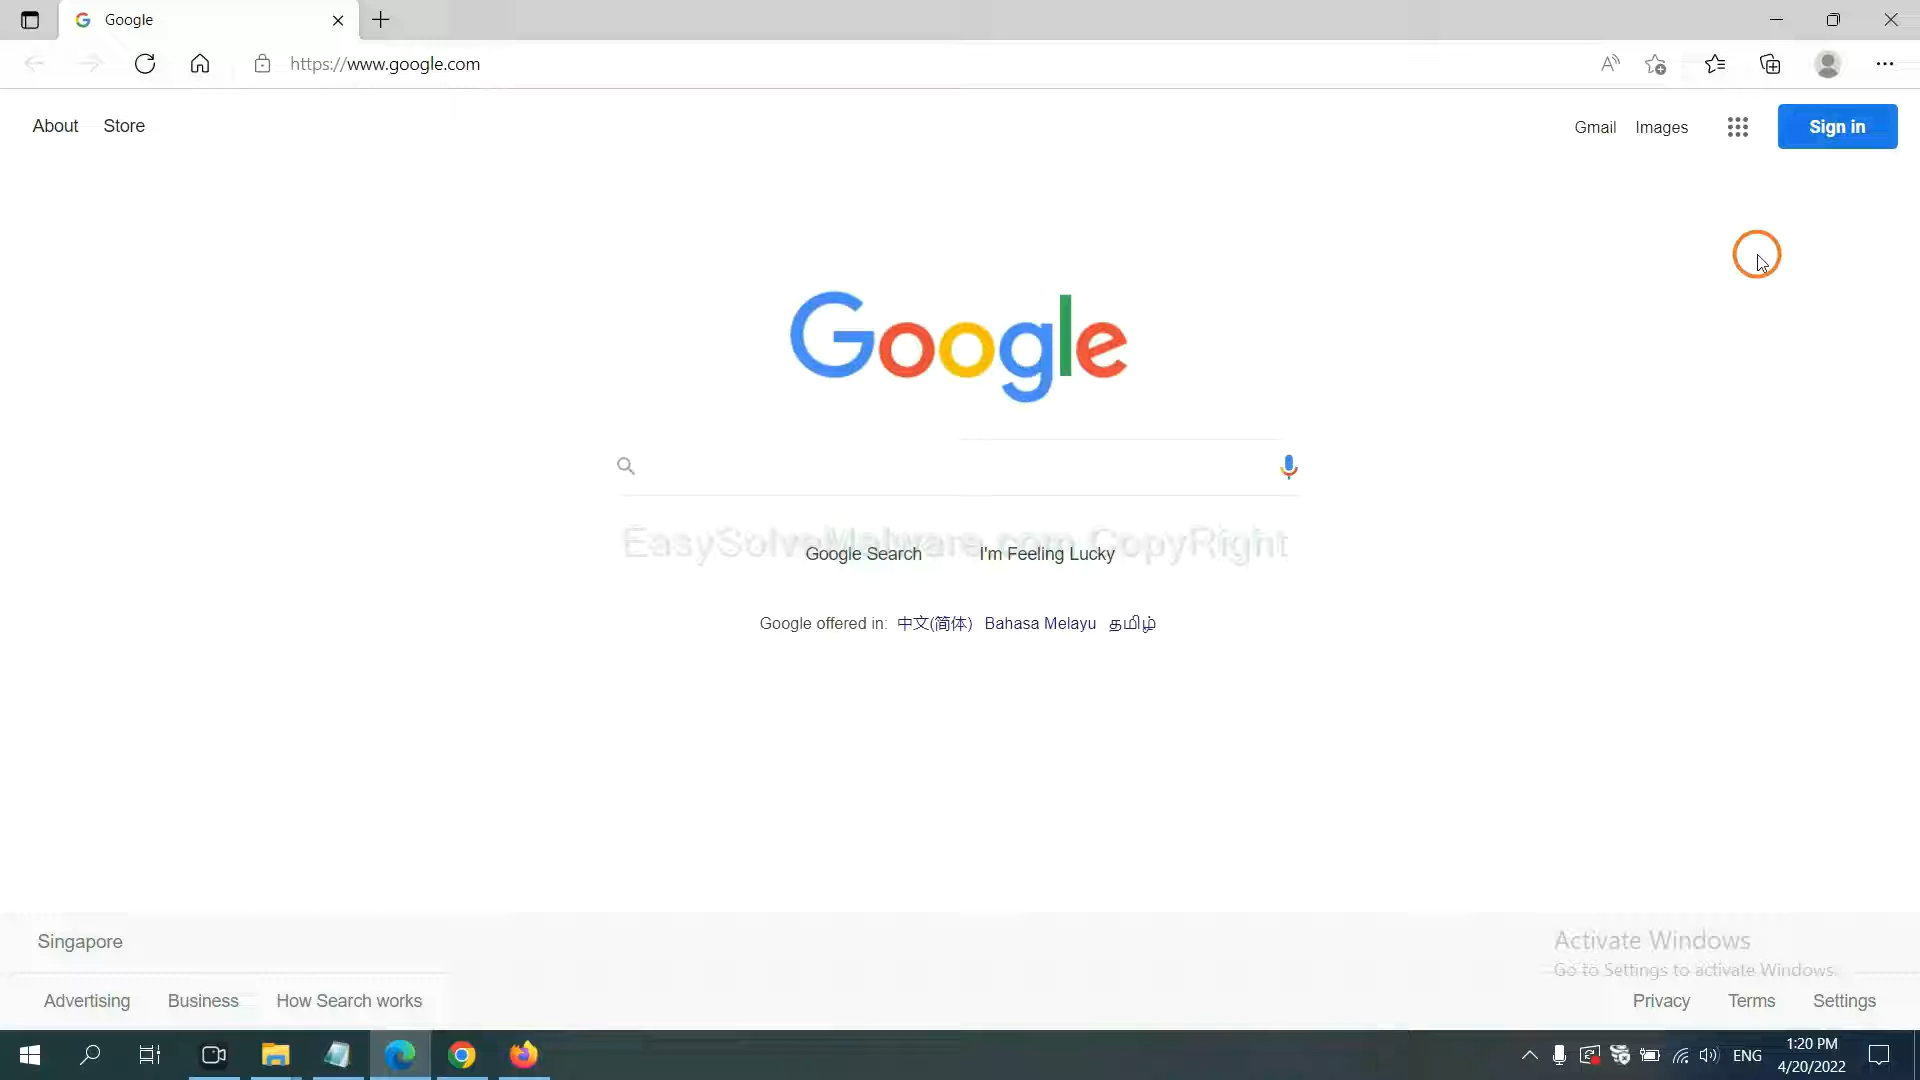 Google
https://www.google.com
About Store
Gmail Images Sign in
Google
EasySolveMalware.com CopyRight
Google Search I'm Feeling Lucky
Google offered in: 中文(简体) Bahasa Melayu தமிழ்
Singapore
Activate Windows
Go to Settings to activate Windows.
Advertising Business How Search works
Privacy Terms Settings
ENG
1:20 PM
4/20/2022